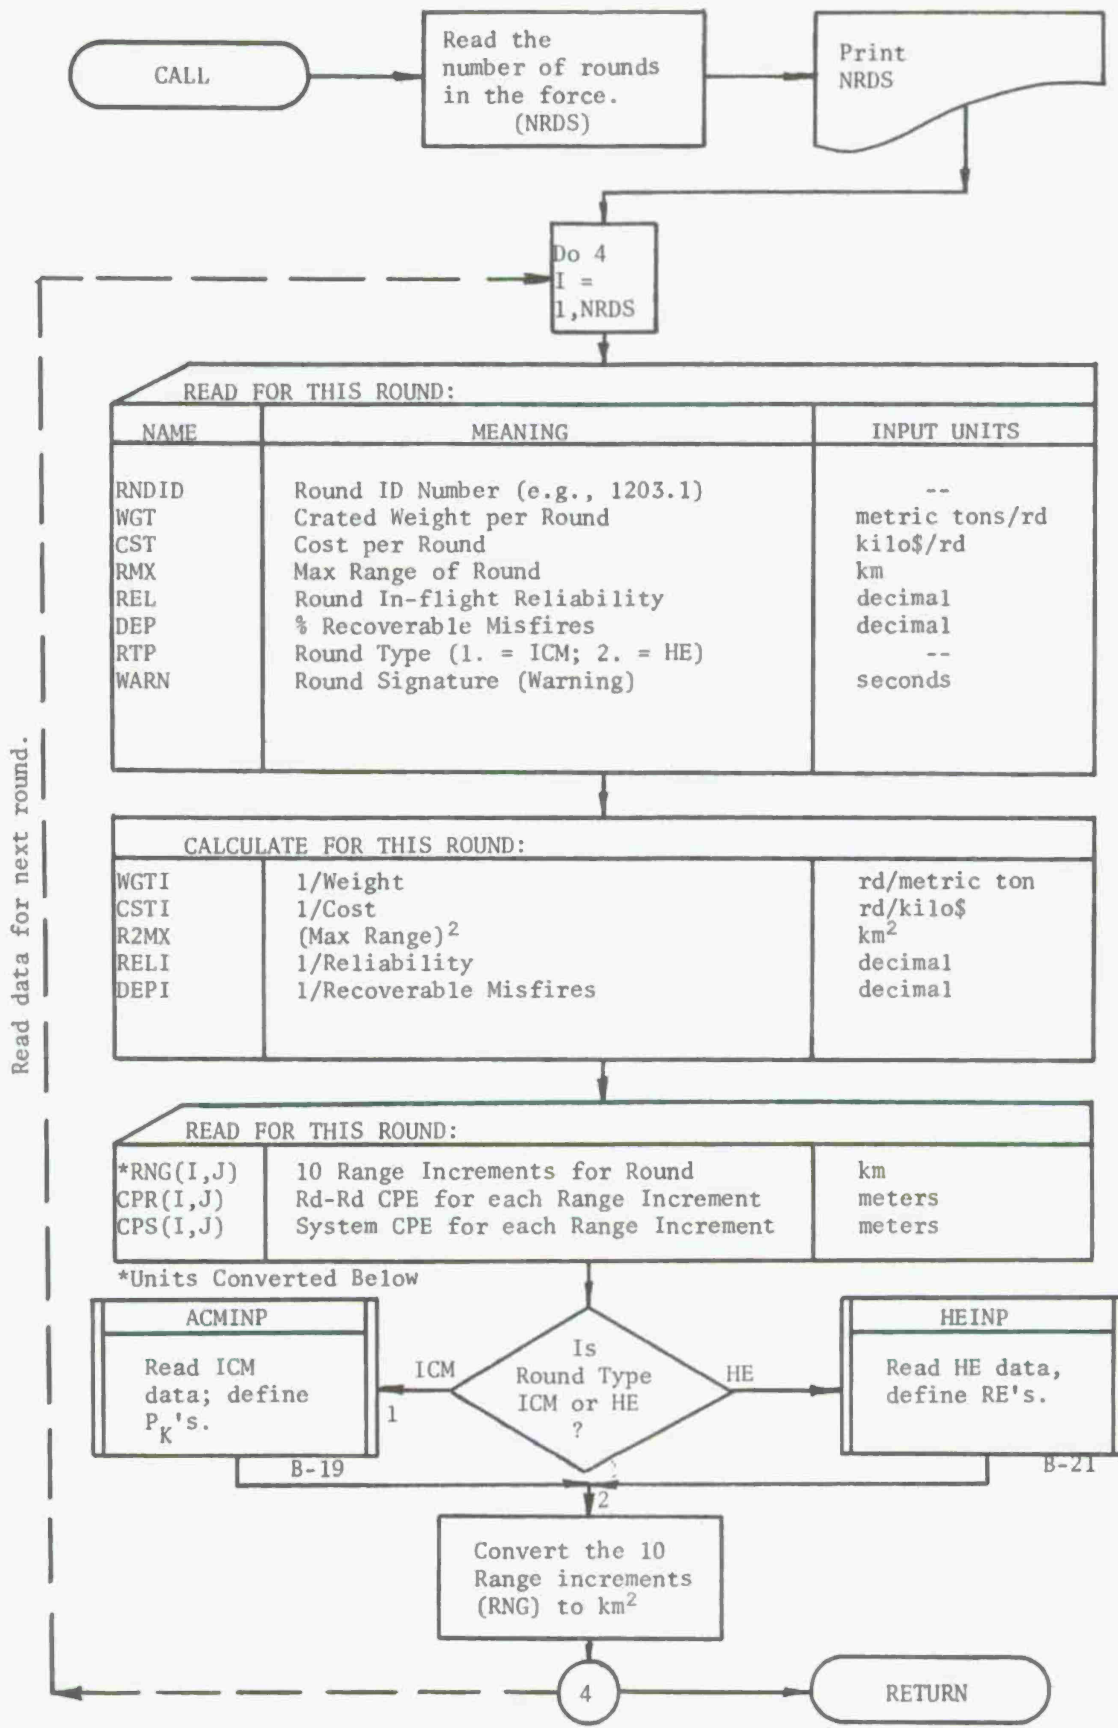 CALL
Read the
number of rounds
in the force.
(NRDS)
Print
NRDS
Do 4
I =
1,NRDS
READ FOR THIS ROUND:
NAME MEANING INPUT UNITS
RNDID Round ID Number (e.g., 1203.1) --
WGT Crated Weight per Round metric tons/rd
CST Cost per Round kilo$/rd
RMX Max Range of Round km
REL Round In-flight Reliability decimal
DEP % Recoverable Misfires decimal
RTP Round Type (1. = ICM; 2. = HE) --
WARN Round Signature (Warning) seconds
Read data for next round.
CALCULATE FOR THIS ROUND:
WGTI 1/Weight rd/metric ton
CSTI 1/Cost rd/kilo$
R2MX (Max Range)² km²
RELI 1/Reliability decimal
DEPI 1/Recoverable Misfires decimal
READ FOR THIS ROUND:
*RNG(I,J) 10 Range Increments for Round km
CPR(I,J) Rd-Rd CPE for each Range Increment meters
CPS(I,J) System CPE for each Range Increment meters
*Units Converted Below
ACMINP
Read ICM
data; define
P_K's.
B-19
ICM
1
Is
Round Type
ICM or HE
?
HE
HEINP
Read HE data,
define RE's.
B-21
2
Convert the 10
Range increments
(RNG) to km²
4
RETURN